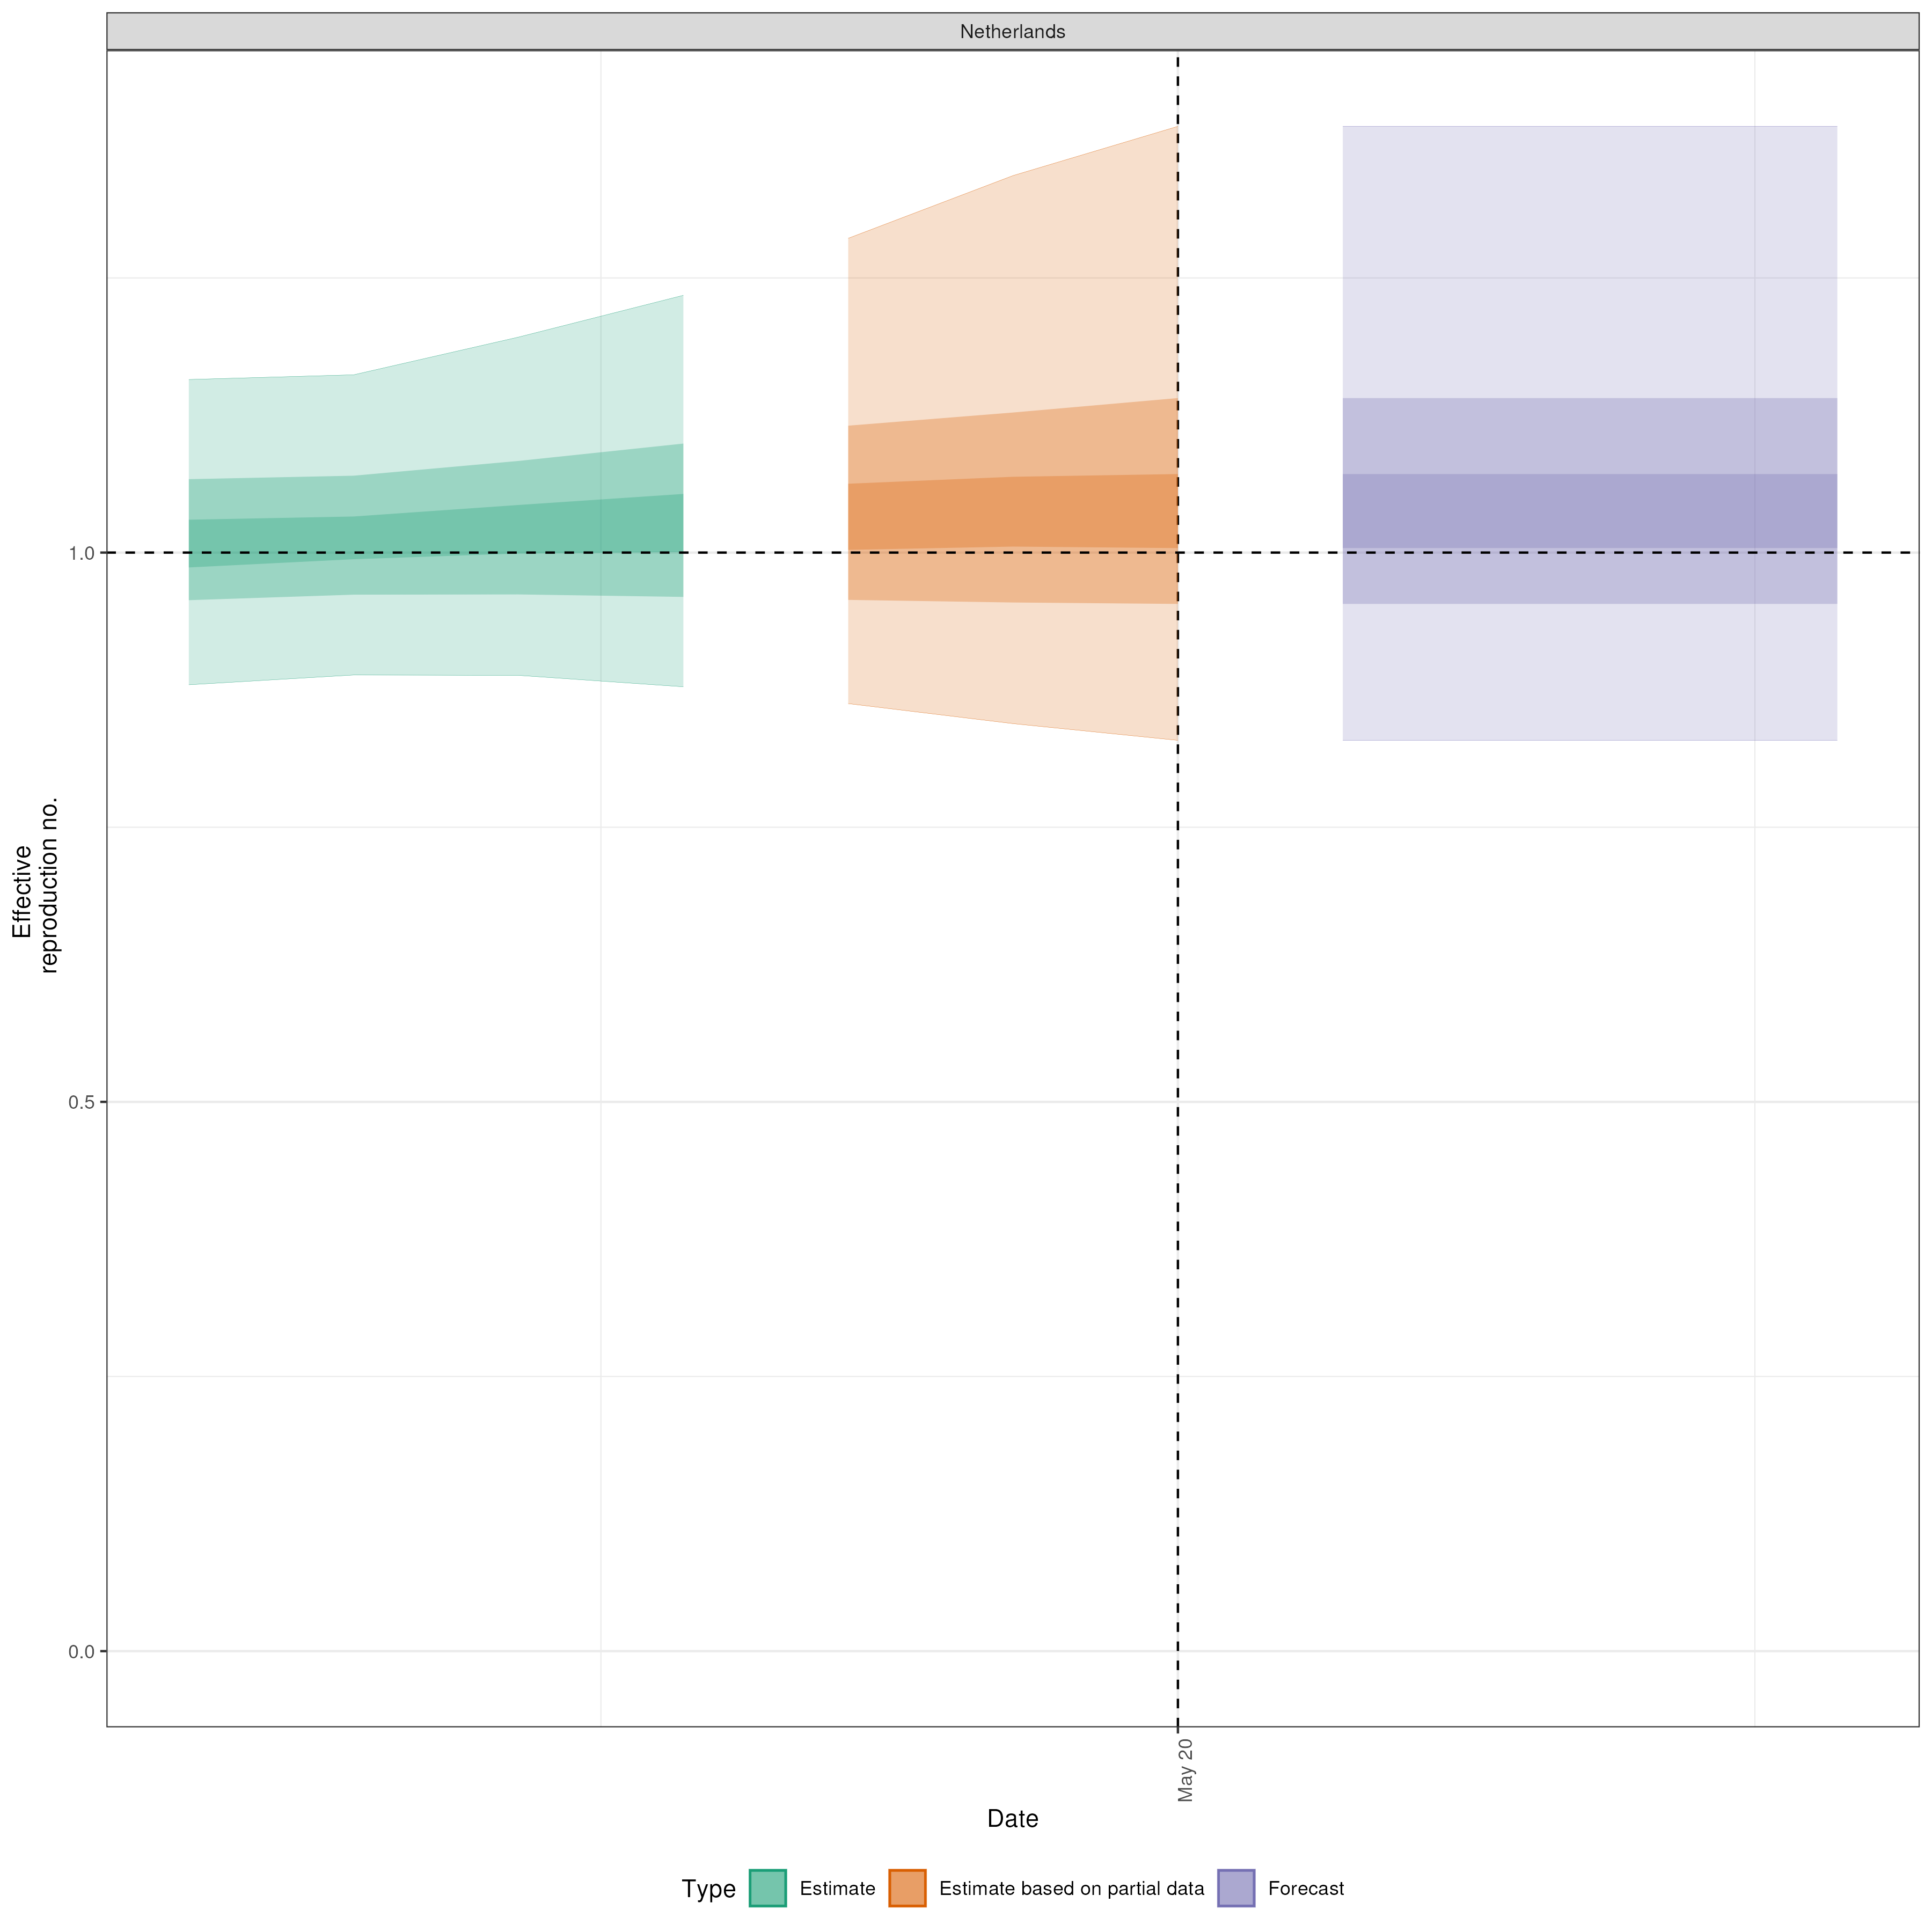 Netherlands
Effective
reproduction no.
1.0
0.5
0.0
May 20
Date
Type
Estimate
Estimate based on partial data
Forecast